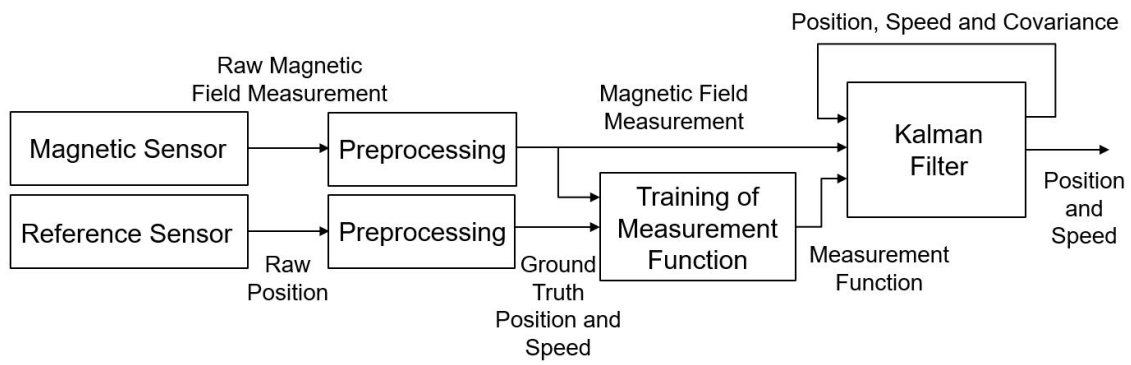 Position, Speed and Covariance
Raw Magnetic
Field Measurement
Magnetic Field
Measurement
Magnetic Sensor
Preprocessing
Kalman
Filter
Reference Sensor
Preprocessing
Training of
Measurement
Function
Position
and
Speed
Raw
Position
Ground
Truth
Position and
Speed
Measurement
Function